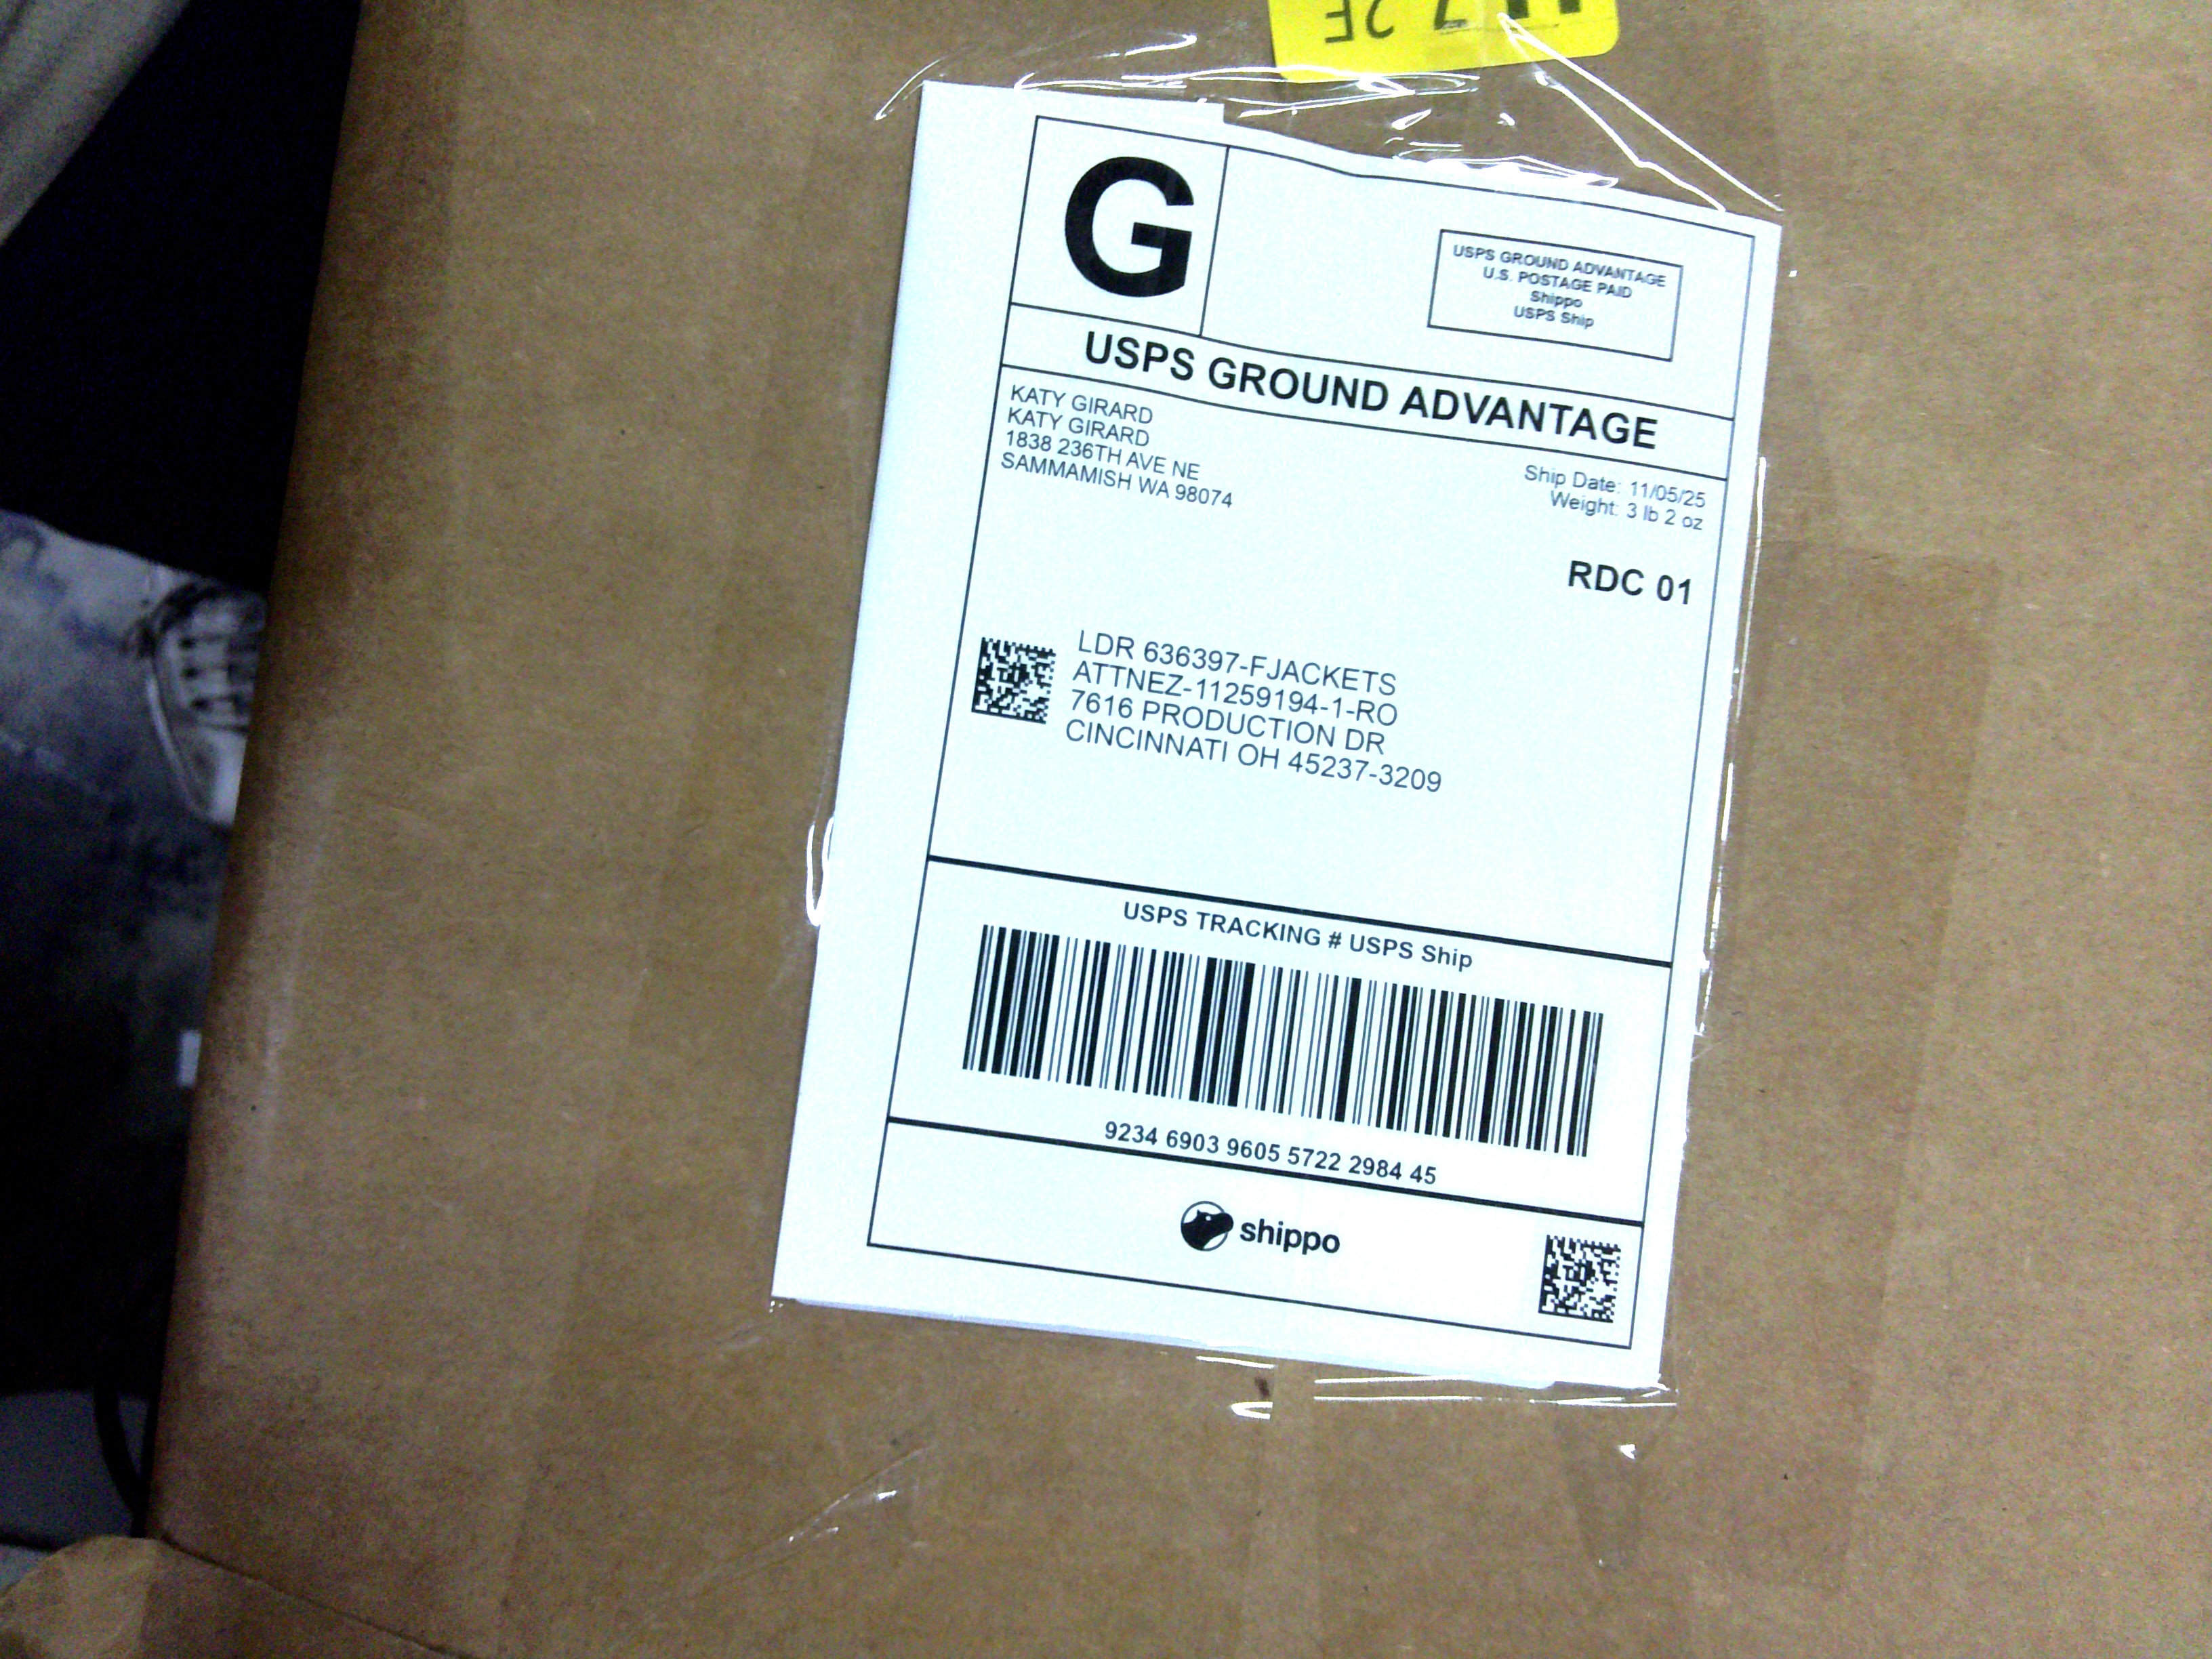 G
USPS GROUND ADVANTAGE
U.S. POSTAGE PAID
Shippo
USPS Ship
USPS GROUND ADVANTAGE
KATY GIRARD
KATY GIRARD
1838 236TH AVE NE
SAMMAMISH WA 98074
Ship Date: 11/05/25
Weight: 3 lb 2 oz
RDC 01
LDR 636397-FJACKETS
ATTNEZ-11259194-1-RO
7616 PRODUCTION DR
CINCINNATI OH 45237-3209
USPS TRACKING # USPS Ship
9234 6903 9605 5722 2984 45
shippo